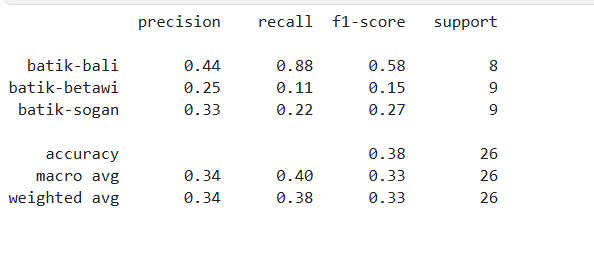 precision recall f1-score support
batik-bali 0.44 0.88 0.58 8
batik-betawi 0.25 0.11 0.15 9
batik-sogan 0.33 0.22 0.27 9
accuracy 0.38 26
macro avg 0.34 0.40 0.33 26
weighted avg 0.34 0.38 0.33 26